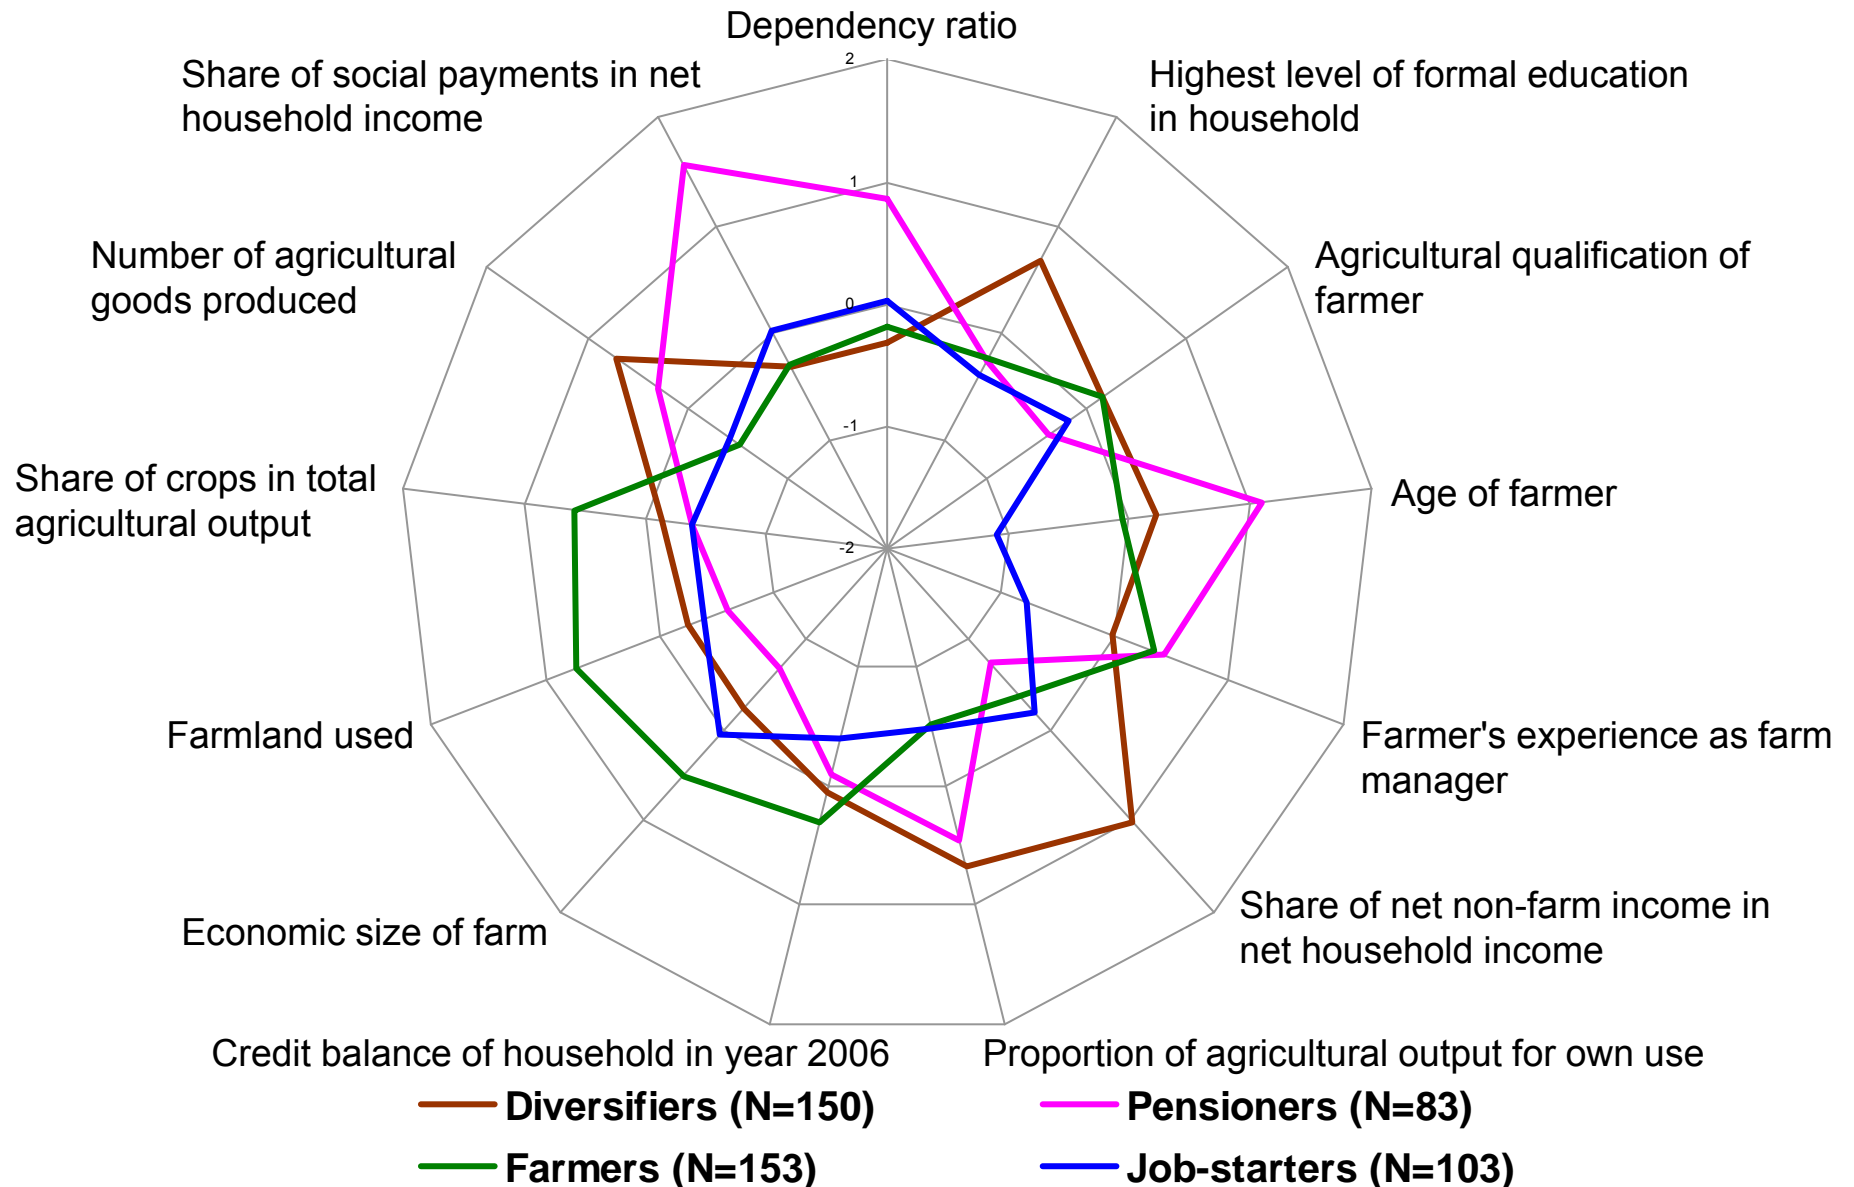 Dependency ratio
Share of social payments in net
household income
Highest level of formal education
in household
2
1
0
-1
-2
Number of agricultural
goods produced
Agricultural qualification of
farmer
Share of crops in total
agricultural output
Age of farmer
Farmland used
Farmer's experience as farm
manager
Economic size of farm
Share of net non-farm income in
net household income
Credit balance of household in year 2006
Proportion of agricultural output for own use
Diversifiers (N=150)
Pensioners (N=83)
Farmers (N=153)
Job-starters (N=103)